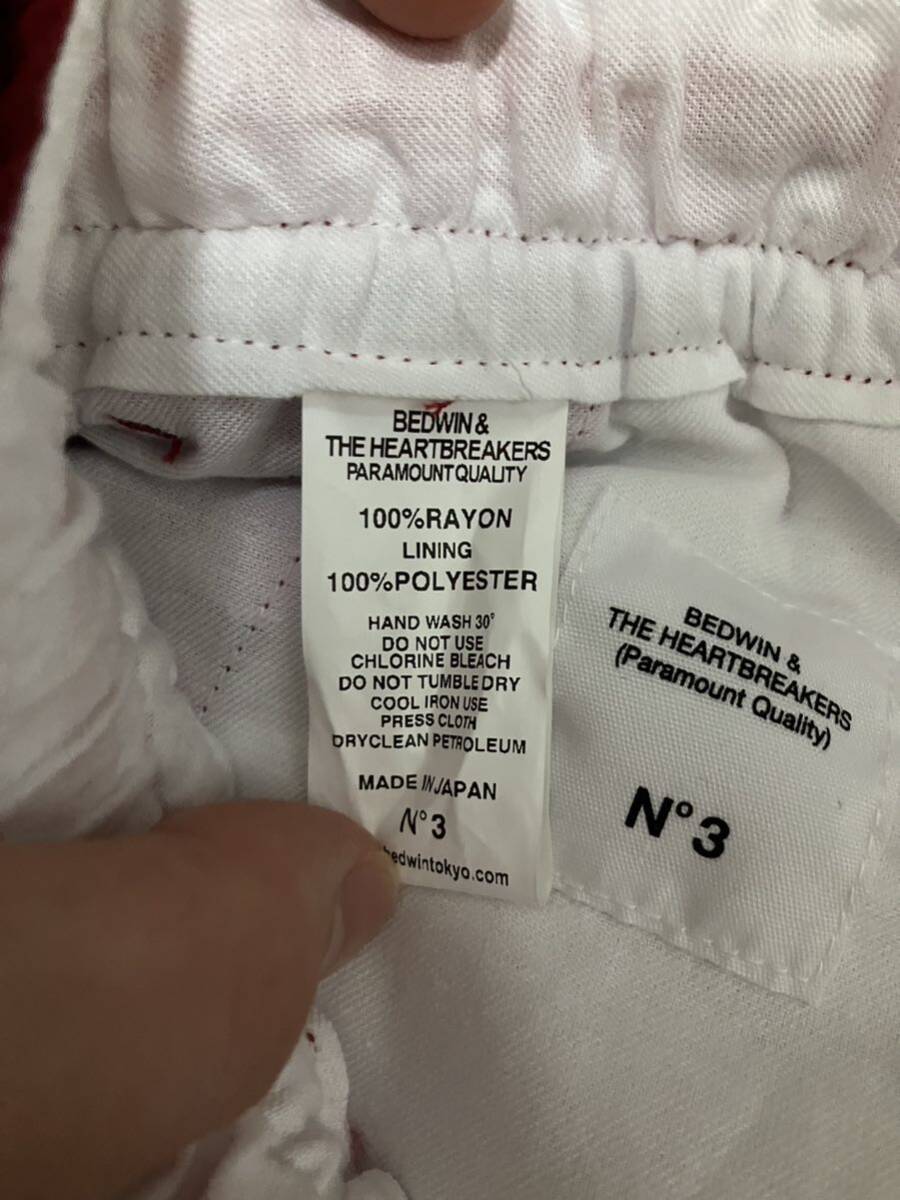 BEDWIN &
THE HEARTBREAKERS
PARAMOUNT QUALITY
100%RAYON
LINING
100%POLYESTER
HAND WASH 30°
DO NOT USE
CHLORINE BLEACH
DO NOT TUMBLE DRY
COOL IRON USE
PRESS CLOTH
DRYCLEAN PETROLEUM
MADE IN JAPAN
N° 3
bedwintokyo.com
BEDWIN &
THE HEARTBREAKERS
(Paramount Quality)
N° 3